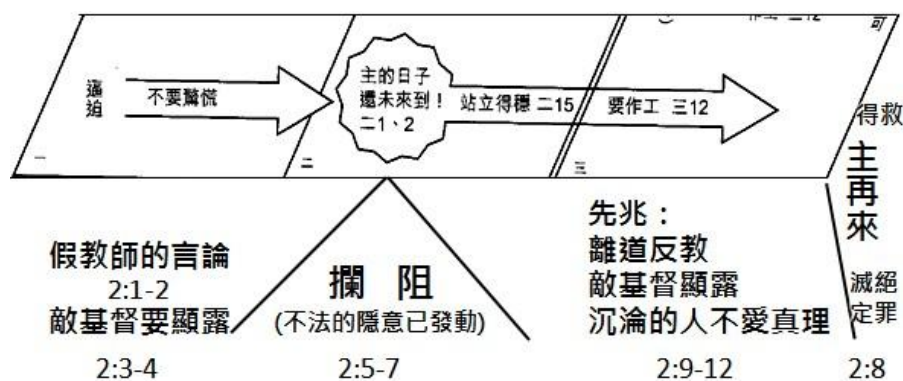 可
逼迫
不要驚慌
主的日子
還未來到！
二1、2
站立得穩 二15
要作工 三12
一
二
三
得救
主再來
滅絕
定罪
假教師的言論
2:1-2
敵基督要顯露
2:3-4
攔 阻
(不法的隱意已發動)
2:5-7
先兆：
離道反教
敵基督顯露
沉淪的人不愛真理
2:9-12
2:8